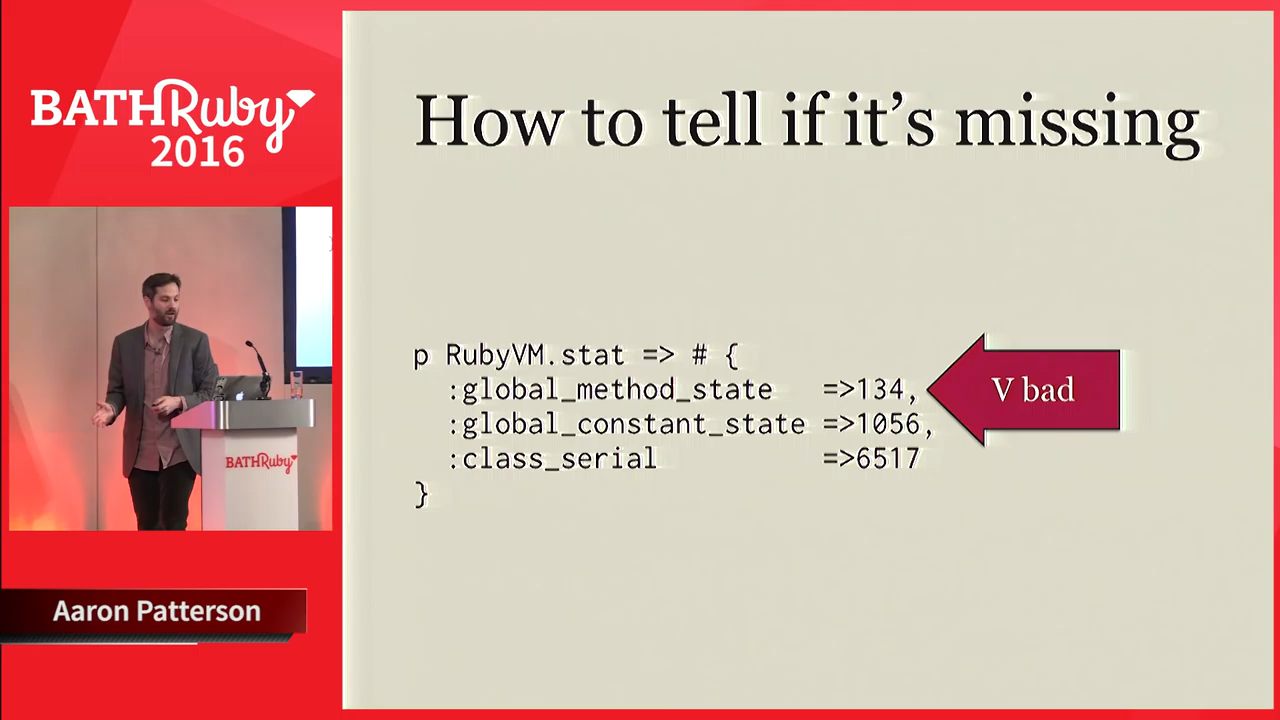 BATHRuby
2016
How to tell if it's missing
p RubyVM.stat => # {
:global_method_state =>134,
V bad
:global_constant_state =>1056,
:class_serial =>6517
}
BATHRuby
Aaron Patterson